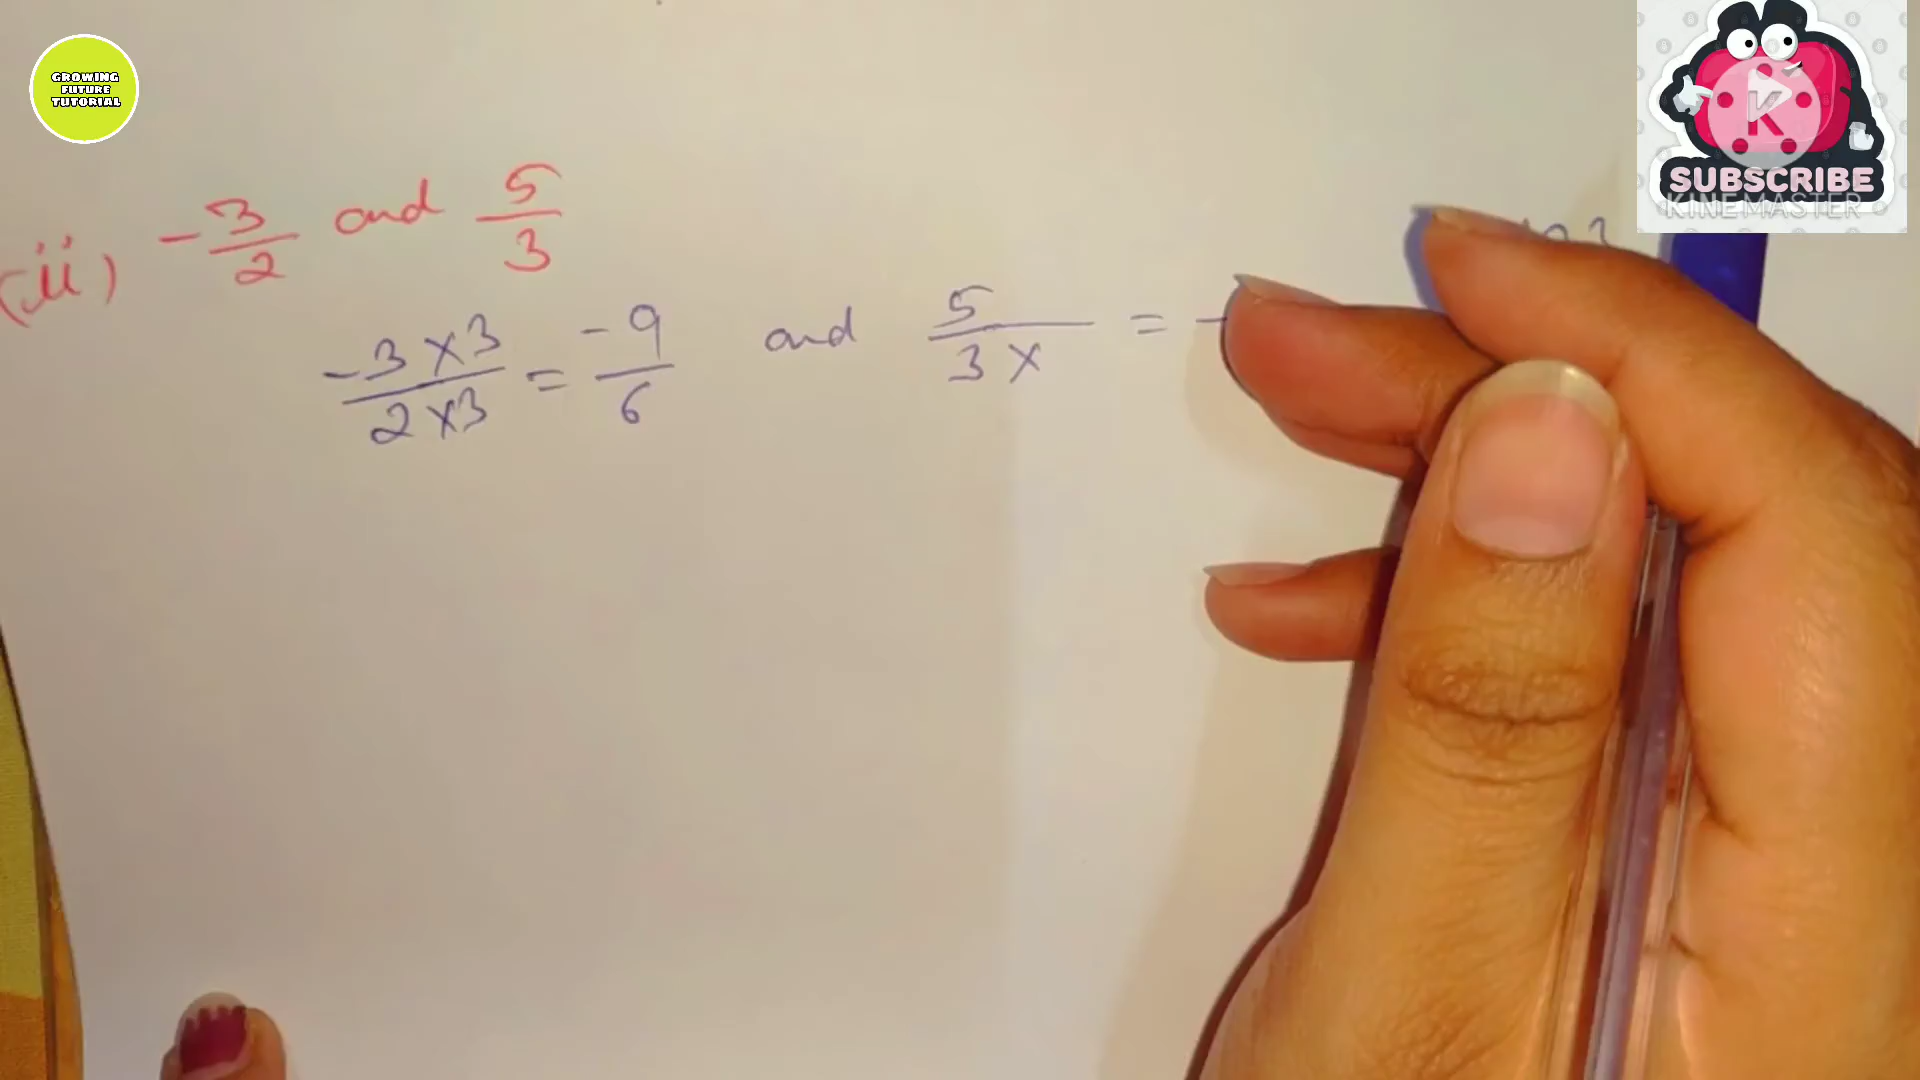 GROWING
FUTURE
TUTORIAL
SUBSCRIBE
KINEMASTER
(ii) -3/2 and 5/3
-3×3/2×3 = -9/6 and 5/3× =